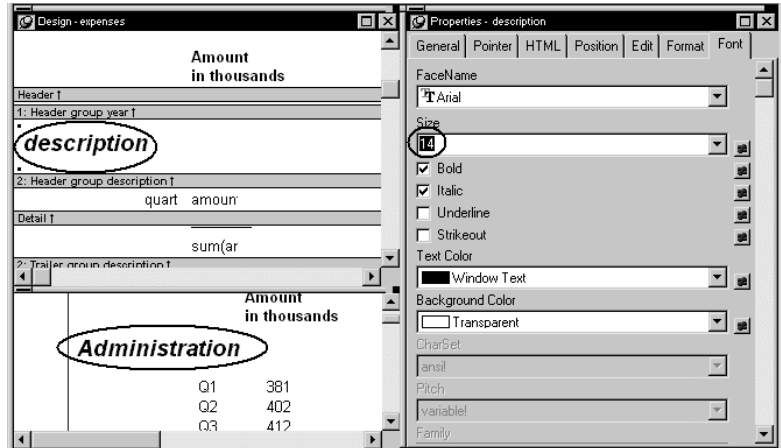 Design - expenses
Amount
in thousands
Header ↑
1: Header group year ↑
description
2: Header group description ↑
quart amoun
Detail ↑
sum(ar
2: Trailer group description ↑
Amount
in thousands
Administration
Q1 381
Q2 402
Q3 412
Properties - description
General Pointer HTML Position Edit Format Font
FaceName
Arial
Size
14
Bold
Italic
Underline
Strikeout
Text Color
Window Text
Background Color
Transparent
CharSet
ansi!
Pitch
variable!
Family